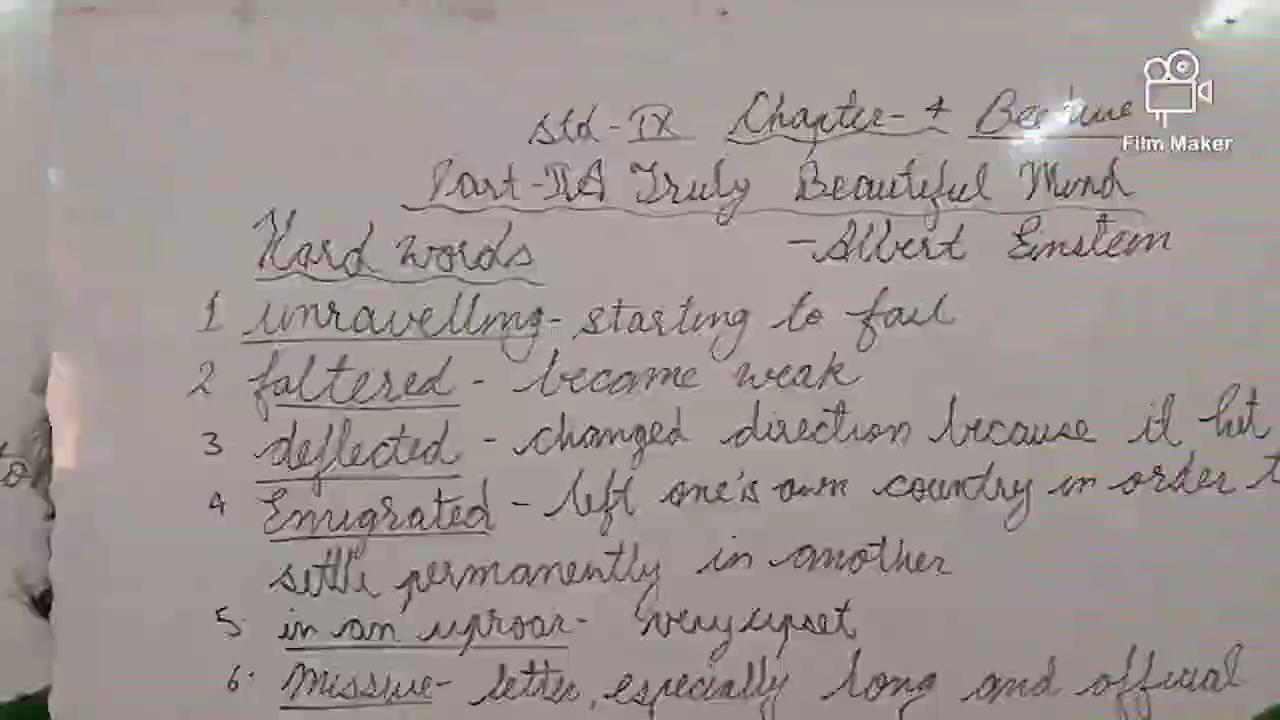 Std-IX Chapter-4
Film Maker
Part-II A Truly Beautiful Mind
Hard words - Albert Einstein
1 unravelling- starting to fail
2 faltered - became weak
3 deflected - changed direction because it hit
4 Emigrated - left one's own country in order t
settle permanently in another
5. in an uproar- very upset
6. Missive- letter, especially long and official